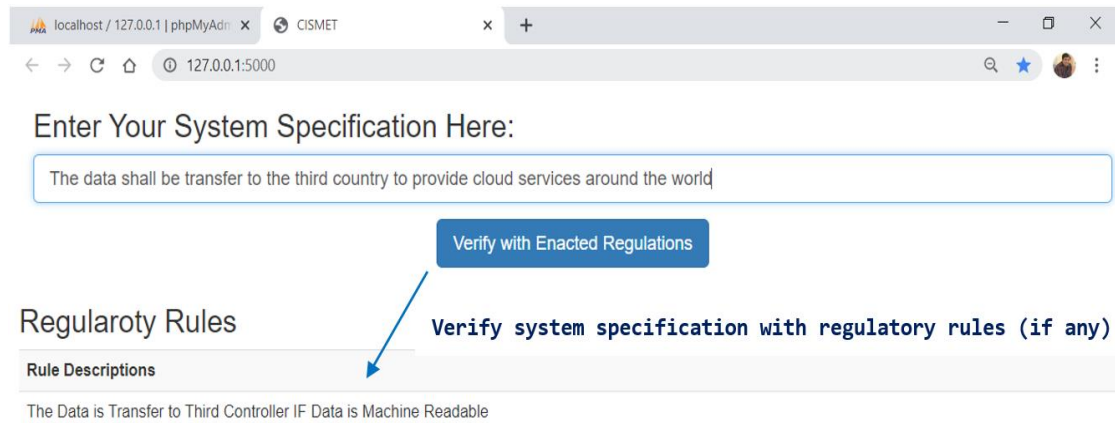 localhost / 127.0.0.1 | phpMyAdn
CISMET
127.0.0.1:5000
Enter Your System Specification Here:
The data shall be transfer to the third country to provide cloud services around the world
Verify with Enacted Regulations
Regularoty Rules
Verify system specification with regulatory rules (if any)
Rule Descriptions
The Data is Transfer to Third Controller IF Data is Machine Readable